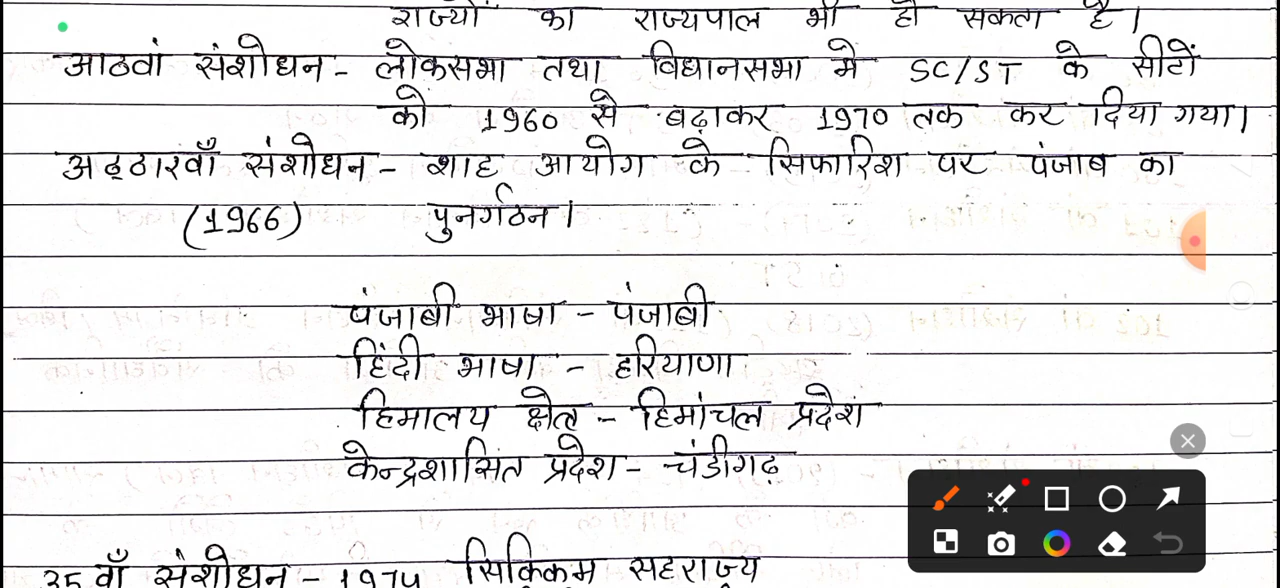 राज्यों का राज्यपाल भी हो सकता है।
आठवां संशोधन - लोकसभा तथा विधानसभा मे SC/ST के सीटों
को 1960 से बढ़ाकर 1970 तक कर दिया गया।
अठ्ठारवाँ संशोधन - शाह आयोग के सिफारिश पर पंजाब का
(1966) पुनर्गठन।
पंजाबी भाषा - पंजाबी
हिंदी भाषा - हरियाणा
हिमालय क्षेत्र - हिमांचल प्रदेश
केन्द्रशासित प्रदेश - चंडीगढ़
35 वाँ संशोधन - 1974 सिक्किम सहराज्य